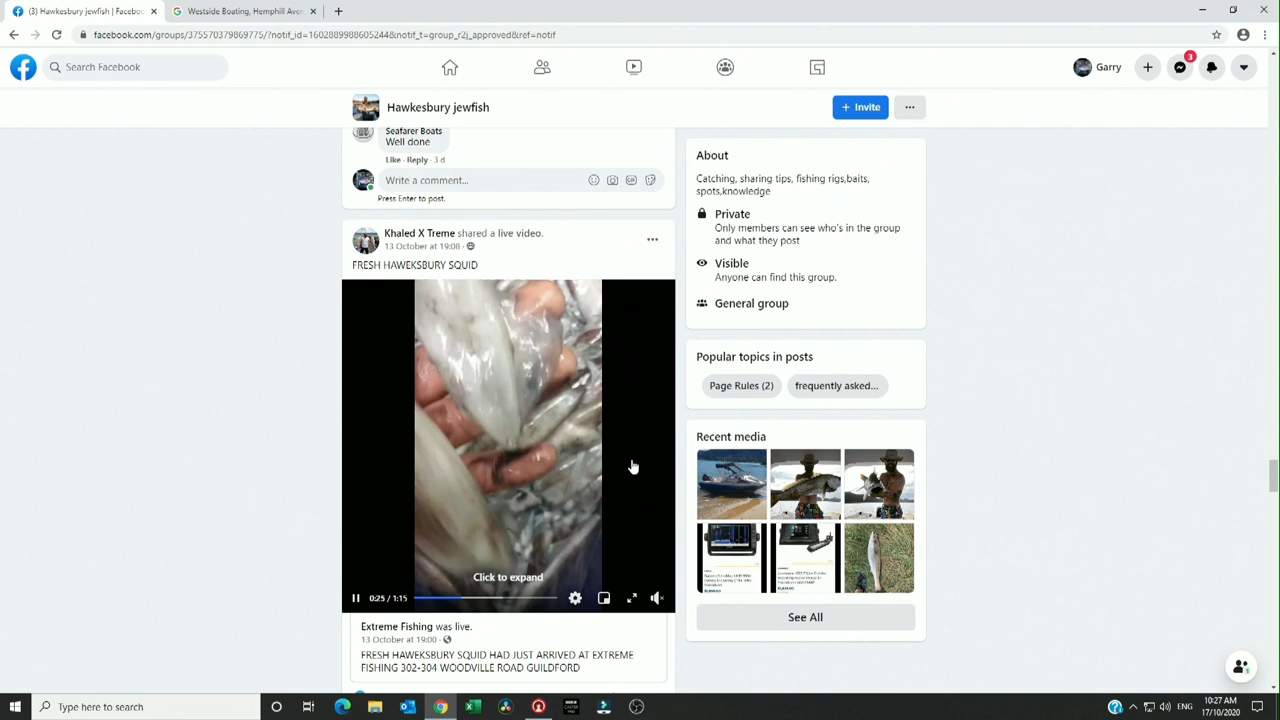 (3) Hawkesbury jewfish | Facebook
Westside Boating, Hemphill Aven
facebook.com/groups/375570379869775/?notif_id=1602889988605244&notif_t=group_r2j_approved&ref=notif
Search Facebook
Garry
3
Hawkesbury jewfish
+ Invite
Seafarer Boats
Well done
Like · Reply · 3 d
Write a comment...
GIF
Press Enter to post.
Khaled X Treme shared a live video.
13 October at 19:08 ·
FRESH HAWEKSBURY SQUID
Click to expand
0:25 / 1:15
Extreme Fishing was live.
13 October at 19:00 ·
FRESH HAWEKSBURY SQUID HAD JUST ARRIVED AT EXTREME
FISHING 302-304 WOODVILLE ROAD GUILDFORD
About
Catching, sharing tips, fishing rigs,baits,
spots,knowledge
Private
Only members can see who's in the group
and what they post
Visible
Anyone can find this group.
General group
Popular topics in posts
Page Rules (2)
frequently asked...
Recent media
See All
Type here to search
ENG
10:27 AM
17/10/2020